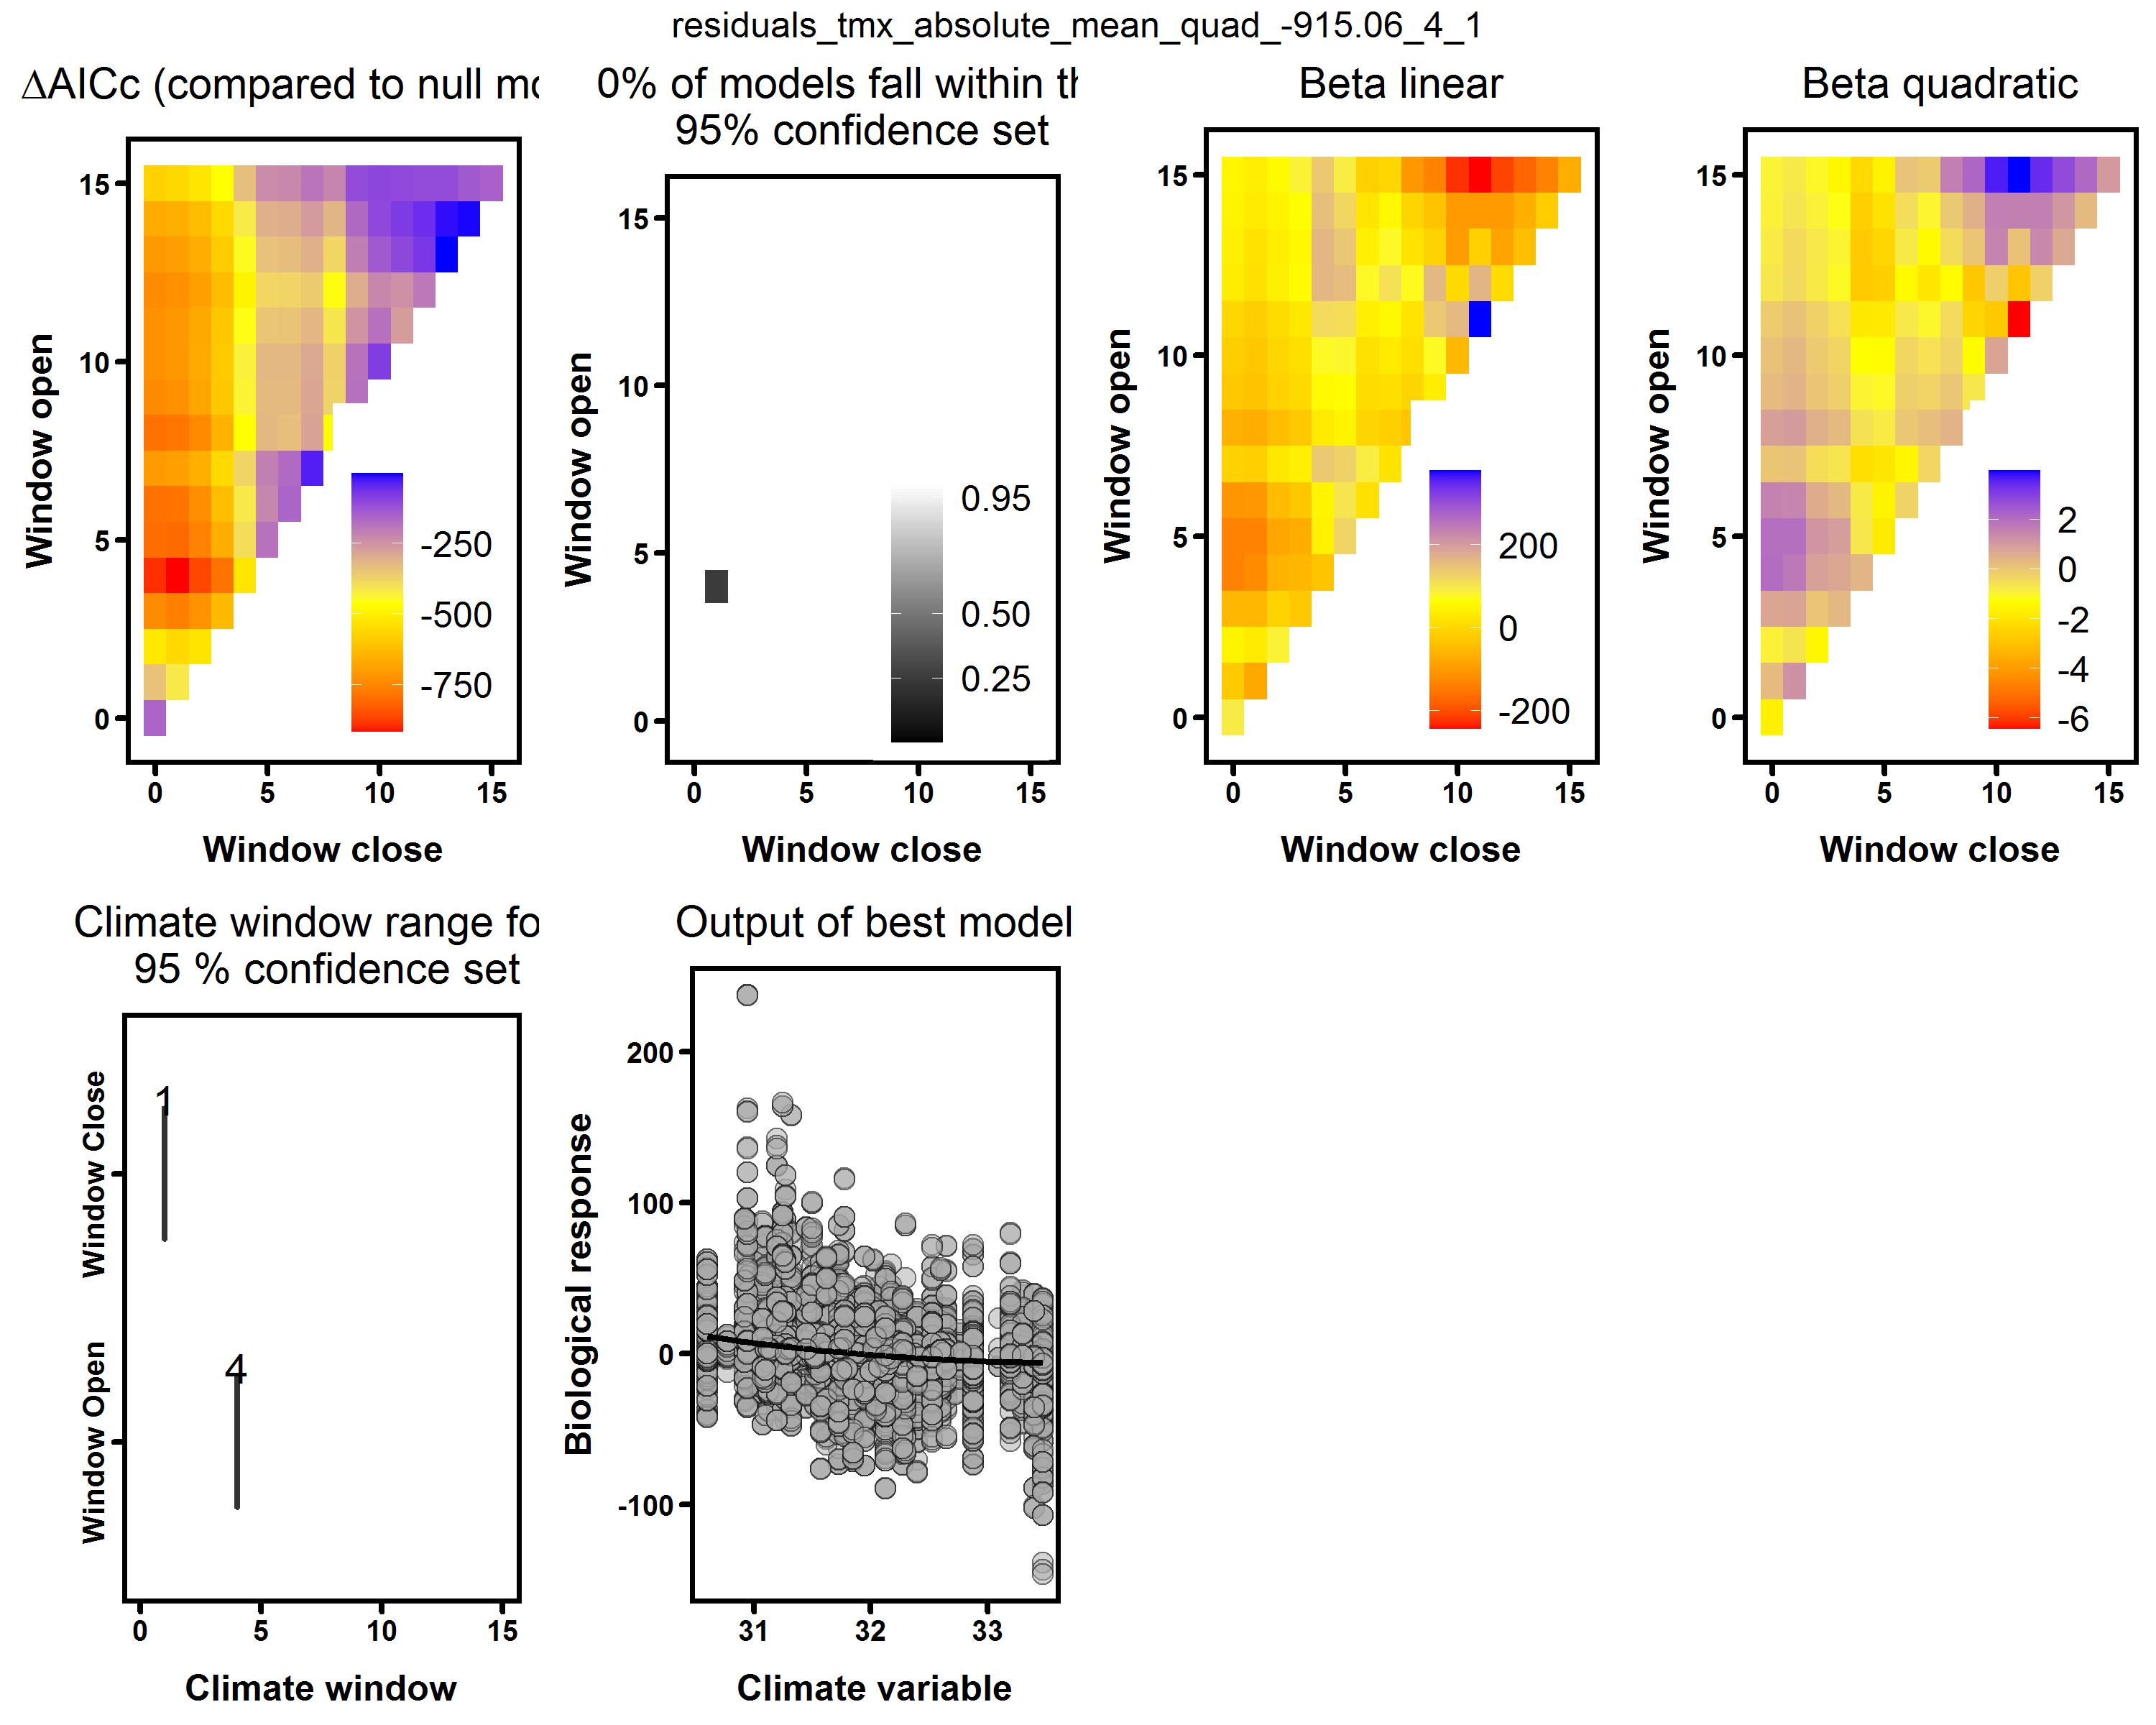 residuals_tmx_absolute_mean_quad_-915.06_4_1
ΔAICc (compared to null mo
Window open
15
10
5
0
-250
-500
-750
0 5 10 15
Window close
0% of models fall within th
95% confidence set
Window open
15
10
5
0
0.95
0.50
0.25
0 5 10 15
Window close
Beta linear
Window open
15
10
5
0
200
0
-200
0 5 10 15
Window close
Beta quadratic
Window open
15
10
5
0
2
0
-2
-4
-6
0 5 10 15
Window close
Climate window range fo
95 % confidence set
Window Close
Window Open
1
4
0 5 10 15
Climate window
Output of best model
Biological response
200
100
0
-100
31 32 33
Climate variable